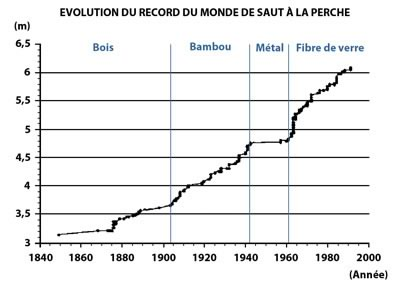 EVOLUTION DU RECORD DU MONDE DE SAUT À LA PERCHE
(m)
6,5
Bois Bambou Métal Fibre de verre
6
5,5
5
4,5
4
3,5
3
1840 1860 1880 1900 1920 1940 1960 1980 2000
(Année)